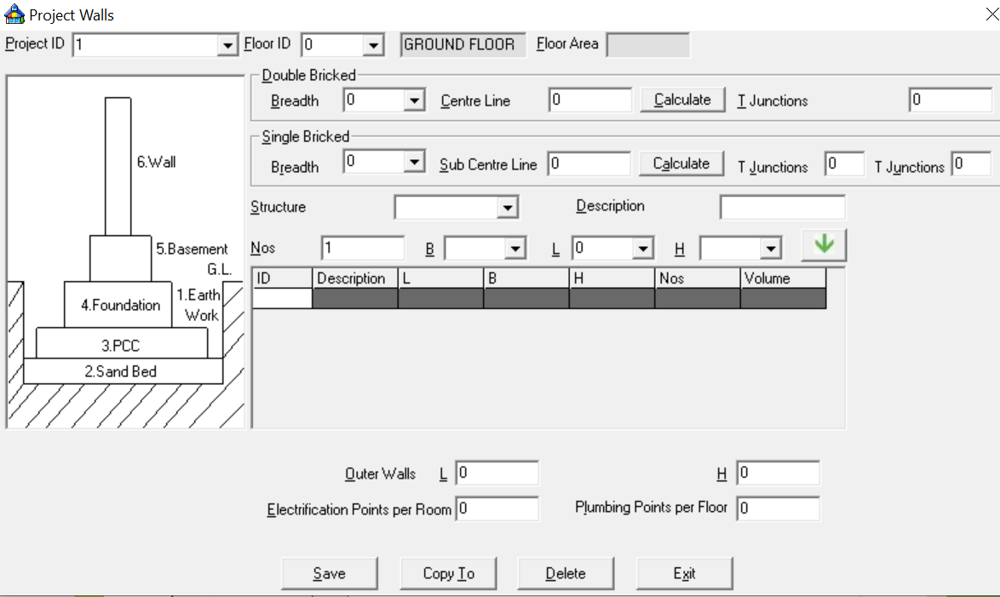 Project Walls
Project ID 1 Floor ID 0 GROUND FLOOR Floor Area
Double Bricked
Breadth 0 Centre Line 0 Calculate T Junctions 0
Single Bricked
Breadth 0 Sub Centre Line 0 Calculate T Junctions 0 T Junctions 0
Structure Description
Nos 1 B L 0 H
ID Description L B H Nos Volume
6.Wall
5.Basement
G.L.
1.Earth
Work
4.Foundation
3.PCC
2.Sand Bed
Outer Walls L 0 H 0
Electrification Points per Room 0 Plumbing Points per Floor 0
Save Copy To Delete Exit